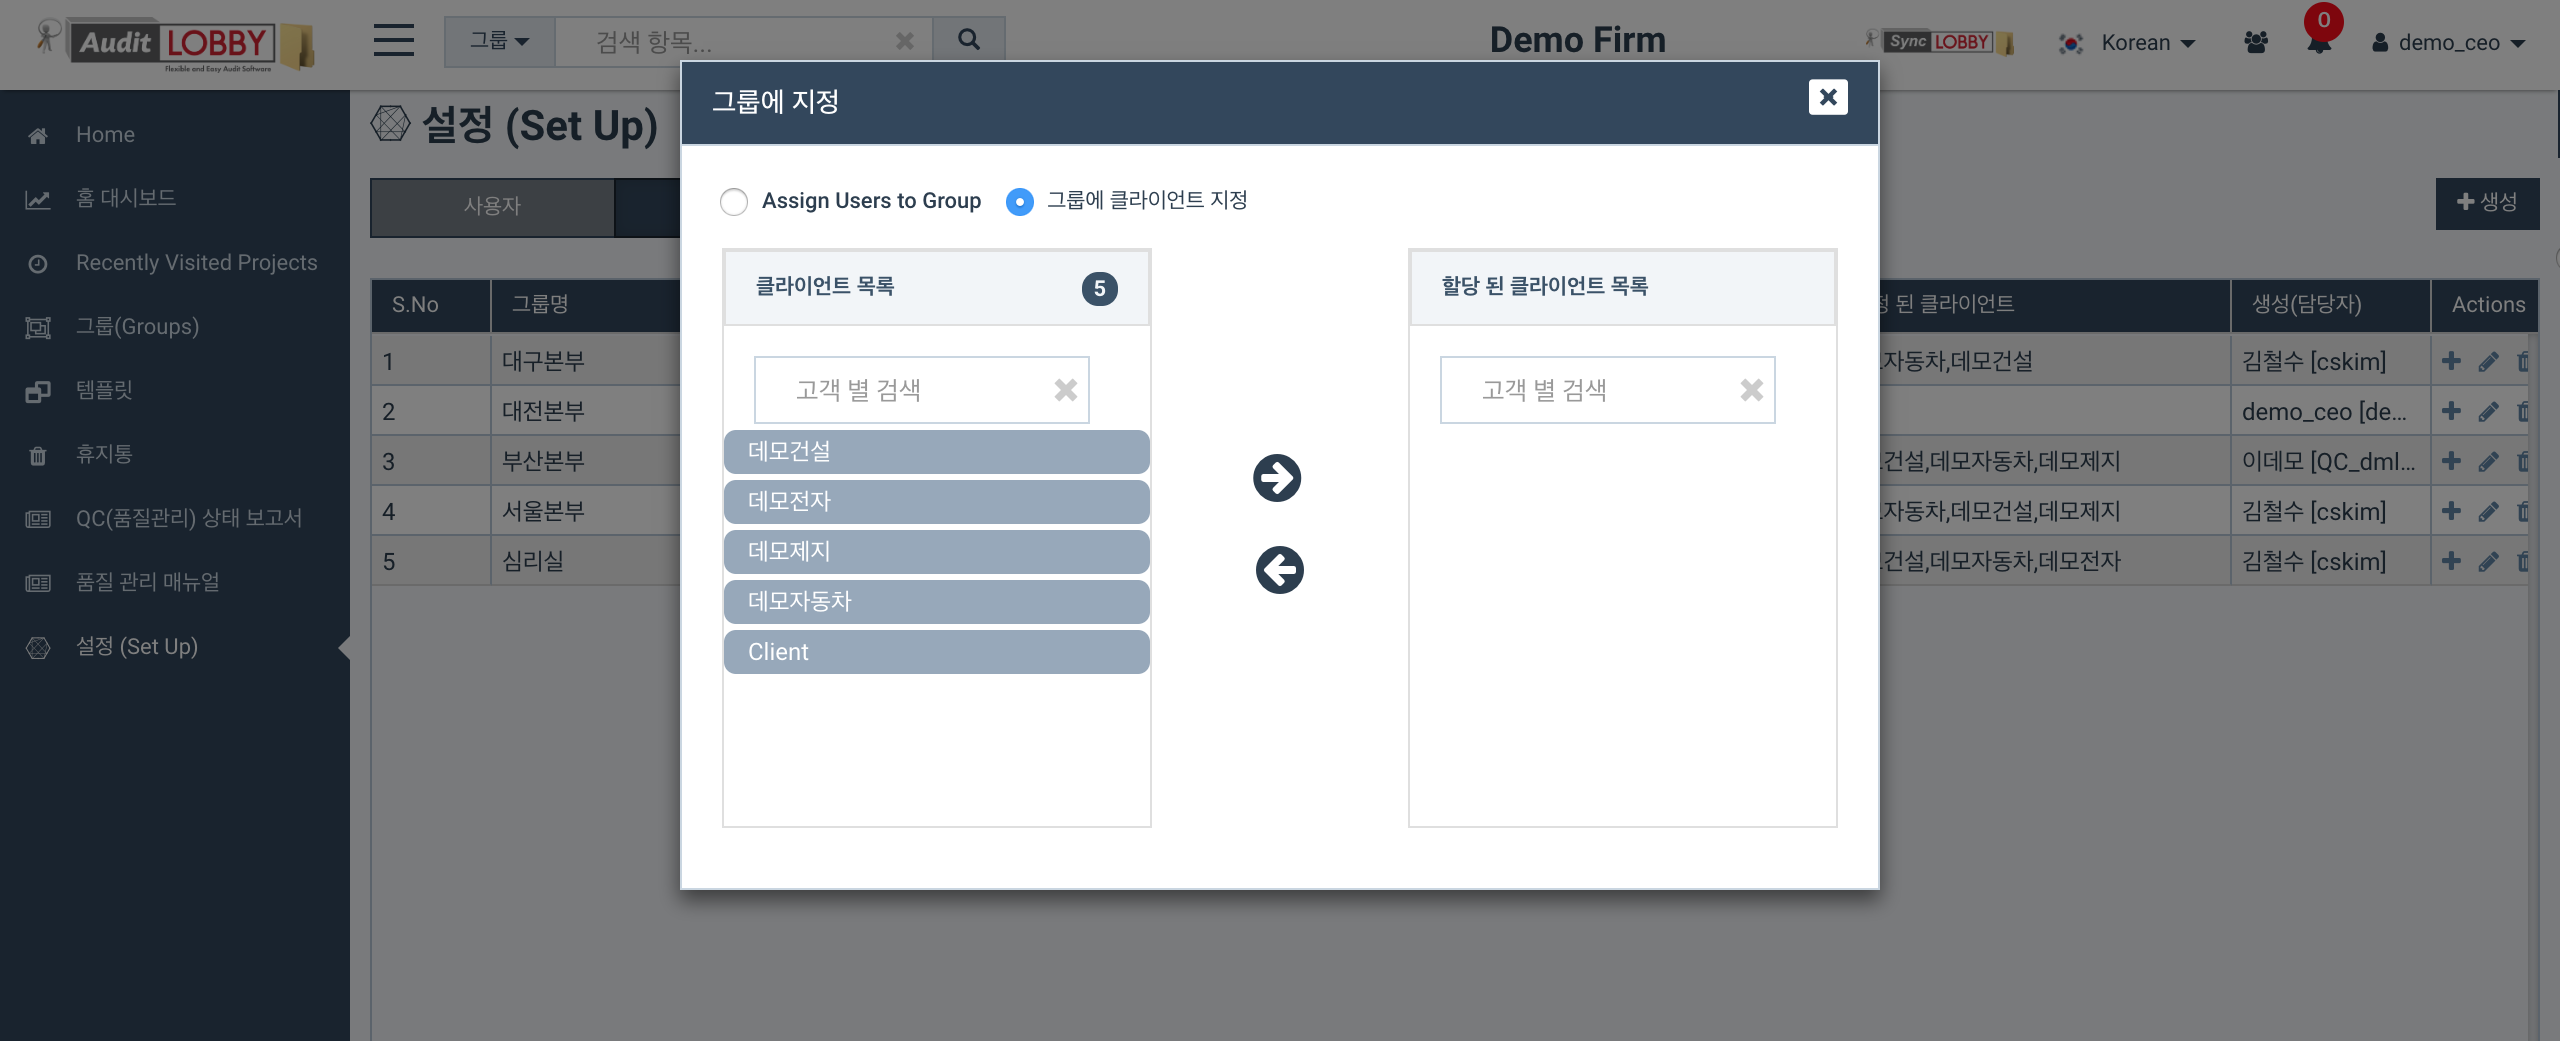 Audit LOBBY
Flexible and Easy Audit Software
그룹
검색 항목...
Demo Firm
Sync LOBBY
Korean
0
demo_ceo
Home
홈 대시보드
Recently Visited Projects
그룹(Groups)
템플릿
휴지통
QC(품질관리) 상태 보고서
품질 관리 매뉴얼
설정 (Set Up)
설정 (Set Up)
사용자
생성
S.No 그룹명 된 클라이언트 생성(담당자) Actions
1 대구본부 자동차,데모건설 김철수 [cskim]
2 대전본부 demo_ceo [de...
3 부산본부 건설,데모자동차,데모제지 이데모 [QC_dml...
4 서울본부 자동차,데모건설,데모제지 김철수 [cskim]
5 심리실 건설,데모자동차,데모전자 김철수 [cskim]
그룹에 지정
Assign Users to Group 그룹에 클라이언트 지정
클라이언트 목록 5
고객 별 검색
데모건설
데모전자
데모제지
데모자동차
Client
할당 된 클라이언트 목록
고객 별 검색